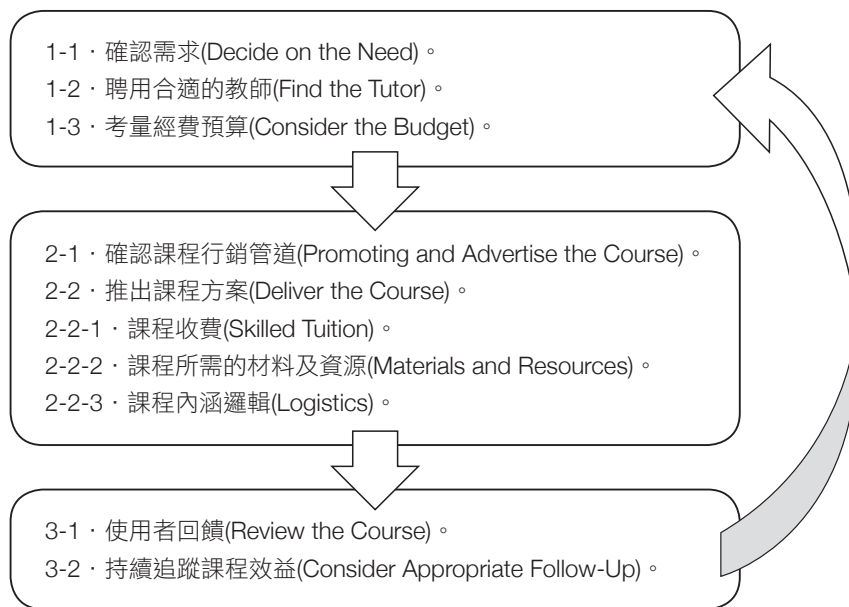 1-1．確認需求(Decide on the Need)。
1-2．聘用合適的教師(Find the Tutor)。
1-3．考量經費預算(Consider the Budget)。
2-1．確認課程行銷管道(Promoting and Advertise the Course)。
2-2．推出課程方案(Deliver the Course)。
2-2-1．課程收費(Skilled Tuition)。
2-2-2．課程所需的材料及資源(Materials and Resources)。
2-2-3．課程內涵邏輯(Logistics)。
3-1．使用者回饋(Review the Course)。
3-2．持續追蹤課程效益(Consider Appropriate Follow-Up)。